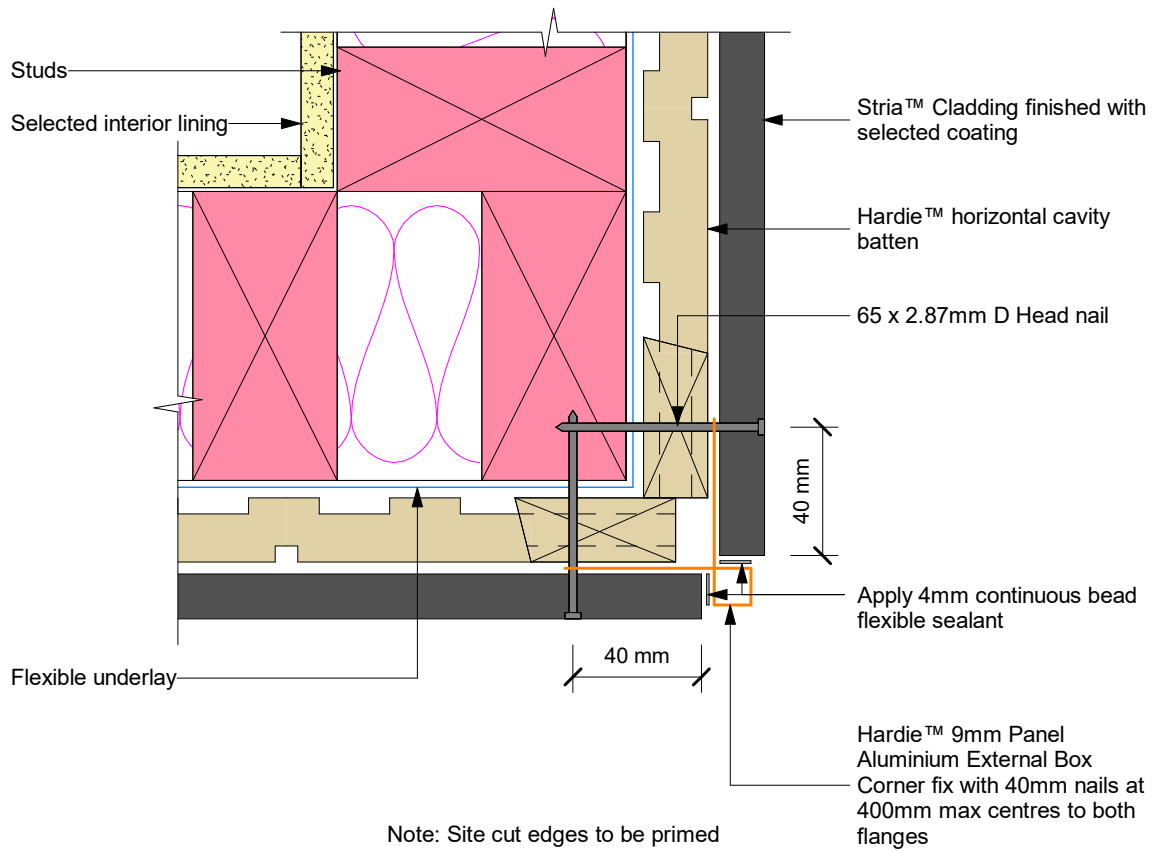 Studs
Selected interior lining
Stria™ Cladding finished with
selected coating
Hardie™ horizontal cavity
batten
65 x 2.87mm D Head nail
40 mm
Apply 4mm continuous bead
flexible sealant
40 mm
Flexible underlay
Hardie™ 9mm Panel
Aluminium External Box
Corner fix with 40mm nails at
400mm max centres to both
flanges
Note: Site cut edges to be primed